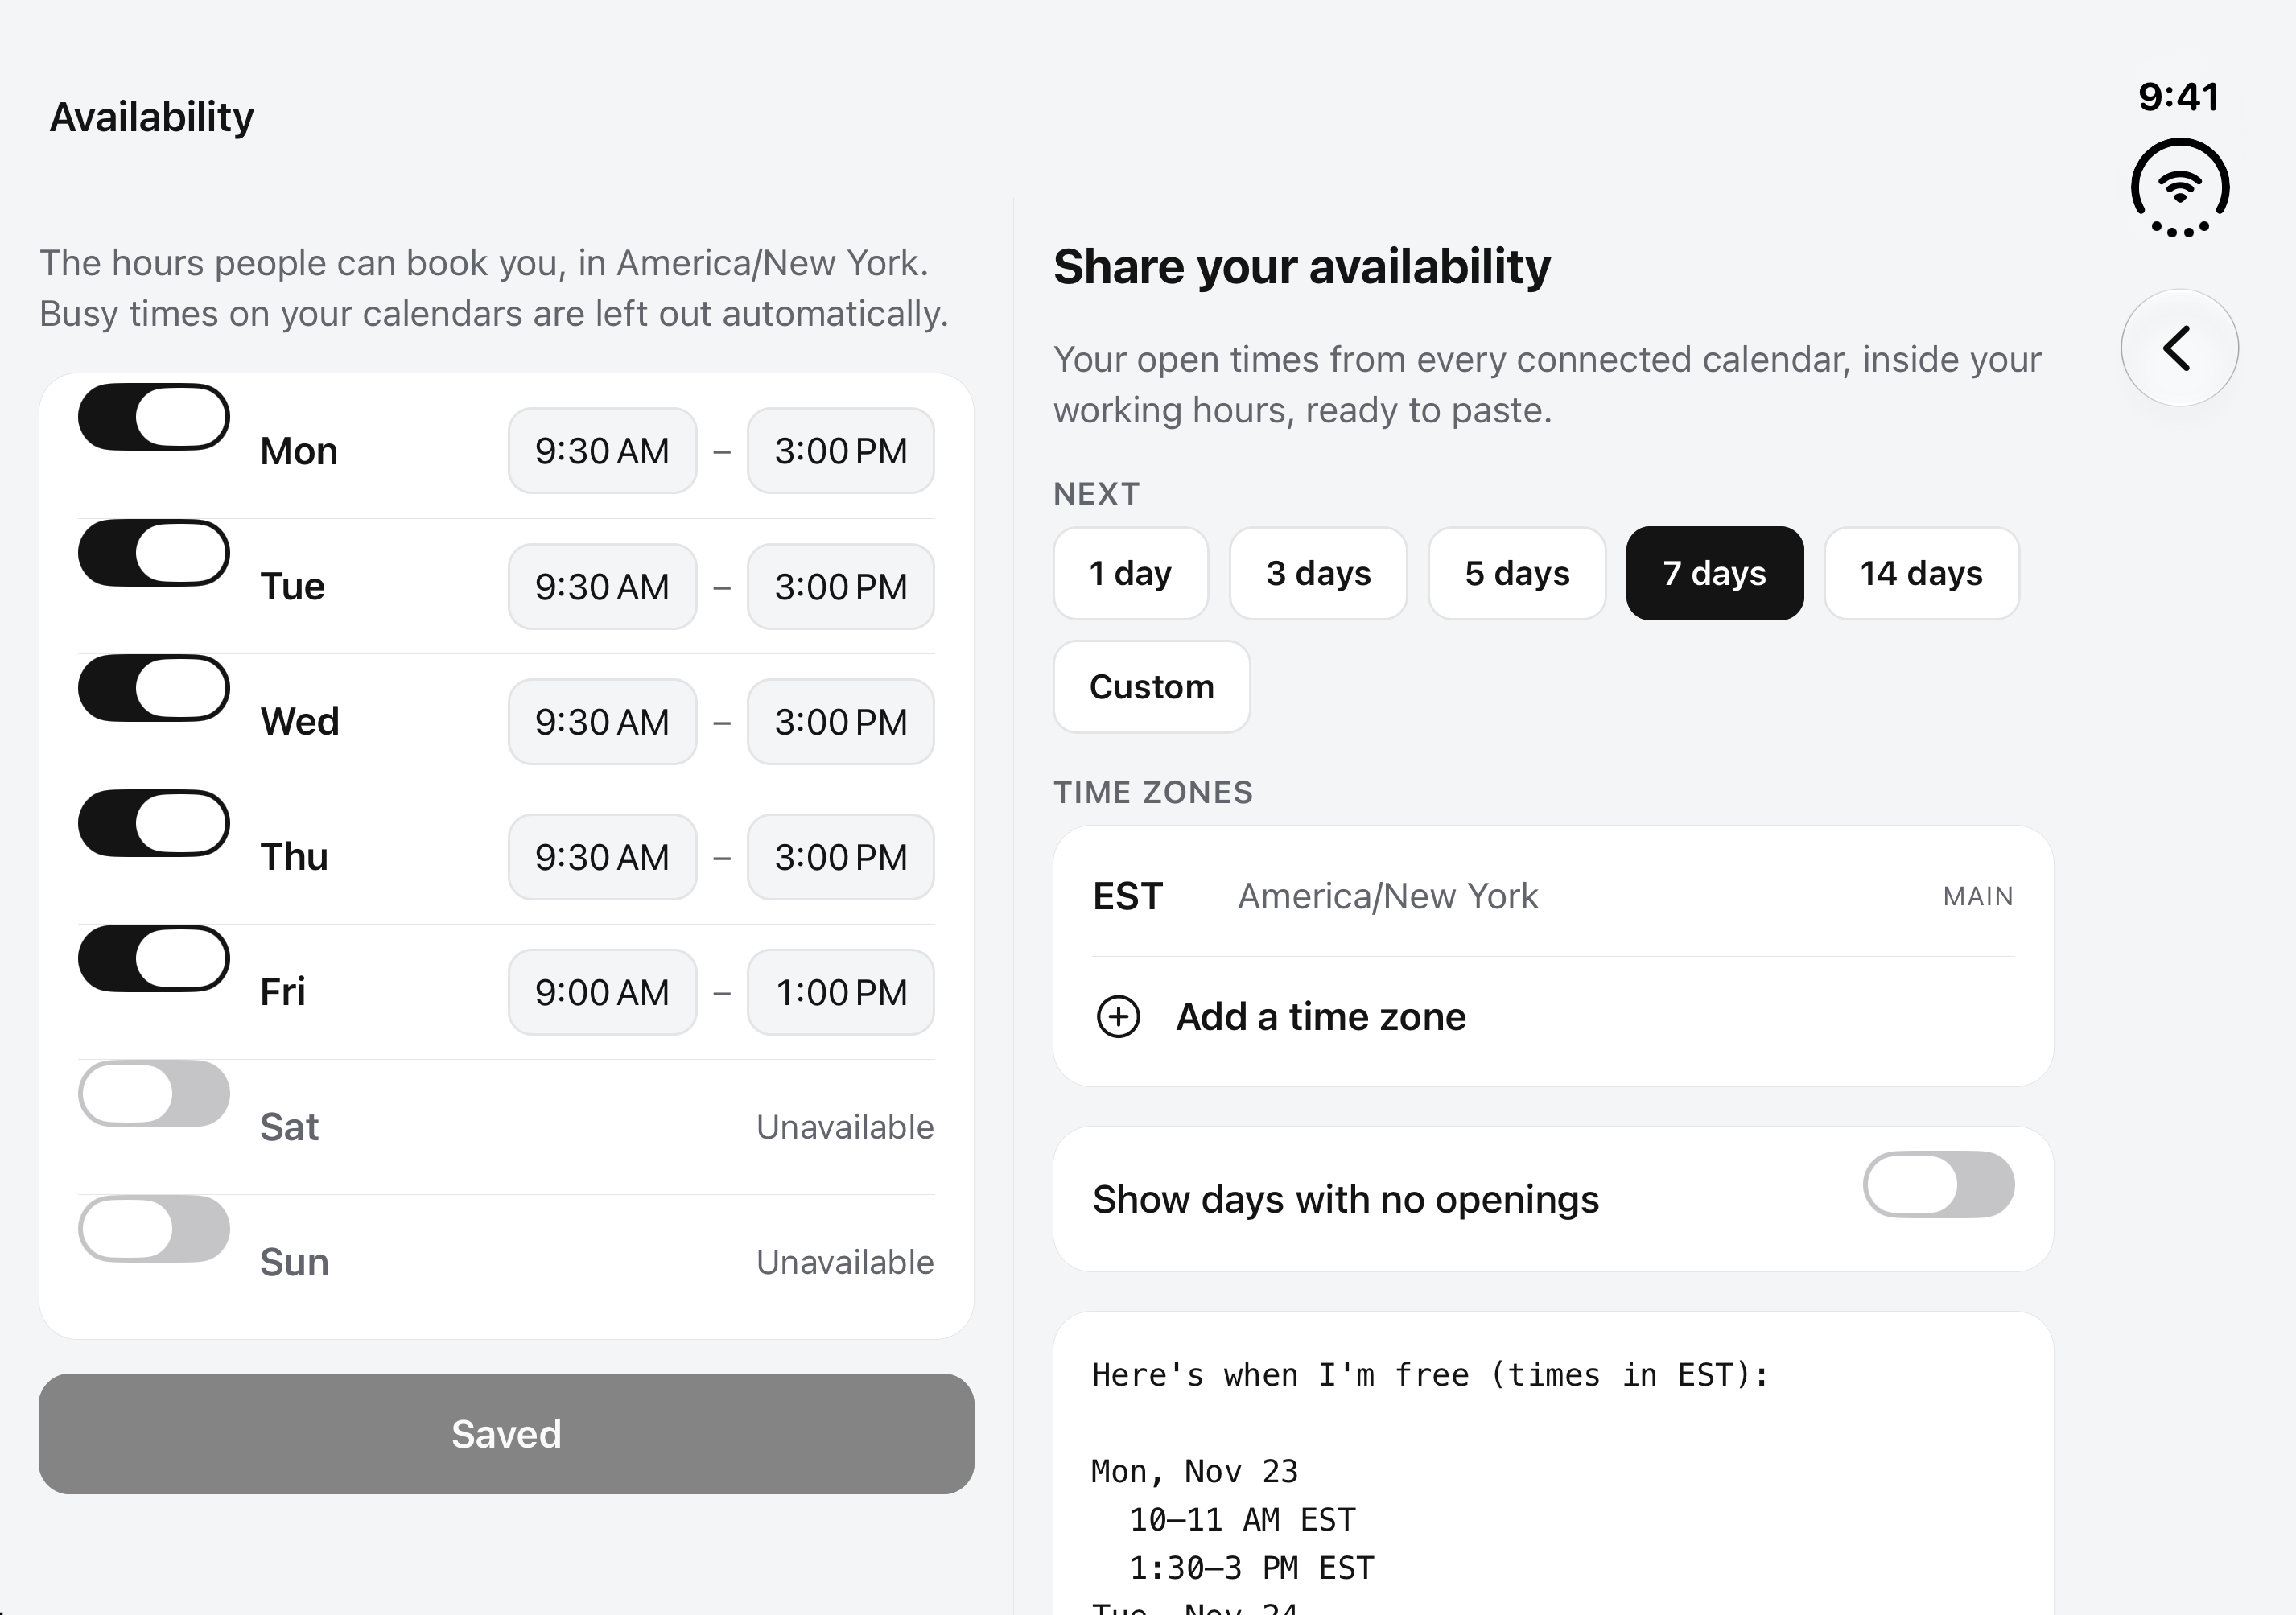 Availability
9:41
The hours people can book you, in America/New York.
Busy times on your calendars are left out automatically.
Mon 9:30 AM – 3:00 PM
Tue 9:30 AM – 3:00 PM
Wed 9:30 AM – 3:00 PM
Thu 9:30 AM – 3:00 PM
Fri 9:00 AM – 1:00 PM
Sat Unavailable
Sun Unavailable
Saved
Share your availability
Your open times from every connected calendar, inside your
working hours, ready to paste.
NEXT
1 day 3 days 5 days 7 days 14 days
Custom
TIME ZONES
EST America/New York MAIN
Add a time zone
Show days with no openings
Here's when I'm free (times in EST):
Mon, Nov 23
10–11 AM EST
1:30–3 PM EST
Tue, Nov 24